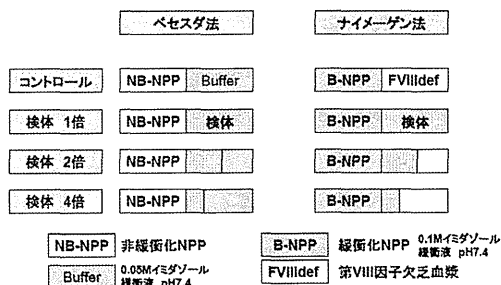 ベセスダ法 ナイメーゲン法
コントロール NB-NPP Buffer B-NPP FVIIIdef
検体 1倍 NB-NPP 検体 B-NPP 検体
検体 2倍 NB-NPP B-NPP
検体 4倍 NB-NPP B-NPP
NB-NPP 非緩衝化NPP B-NPP 緩衝化NPP 0.1Mイミダゾール
緩衝液 pH7.4
Buffer 0.05Mイミダゾール
緩衝液 pH7.4 FVIIIdef 第VIII因子欠乏血漿